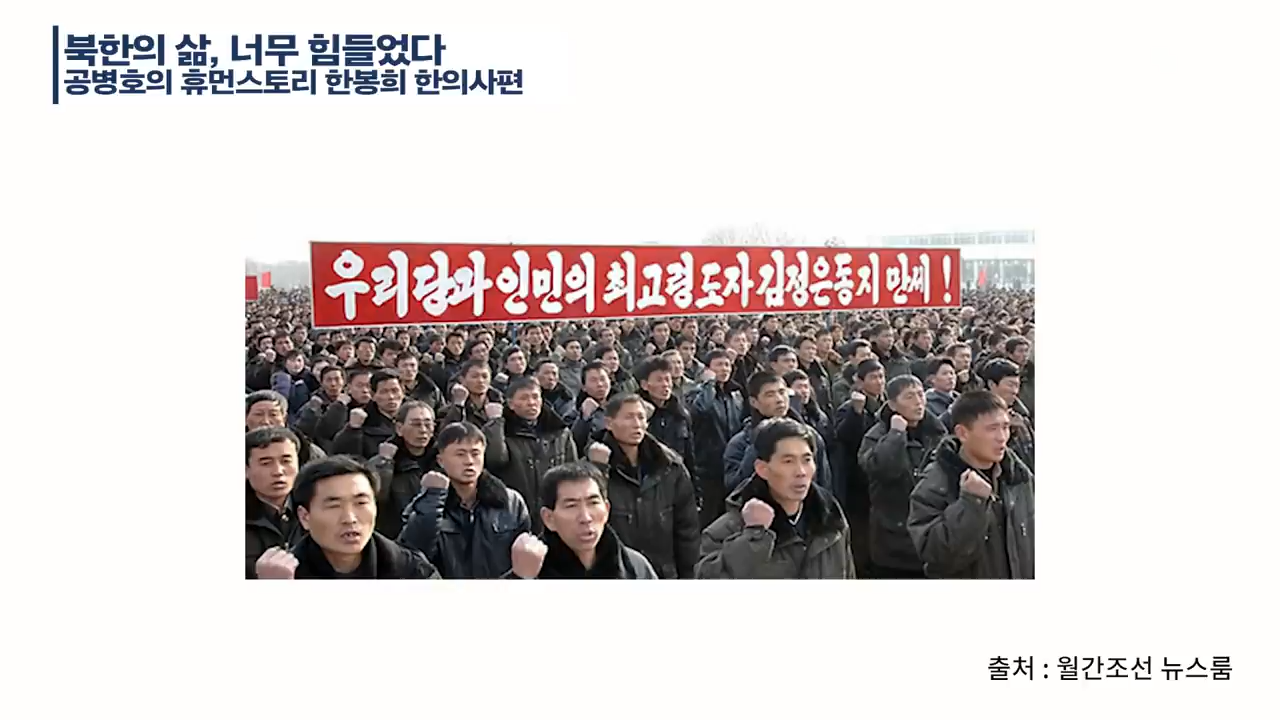 북한의 삶, 너무 힘들었다
공병호의 휴먼스토리 한봉희 한의사편
우리당과 인민의 최고령도자 김정은동지 만세!
출처 : 월간조선 뉴스룸